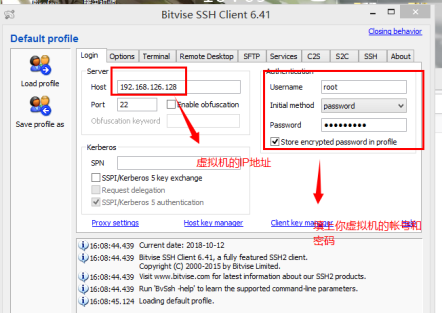 Bitvise SSH Client 6.41
Default profile
Closing behavior
Load profile
Save profile as
Login Options Terminal Remote Desktop SFTP Services C2S S2C SSH About
Server
Host 192.168.126.128
Port 22 Enable obfuscation
Obfuscation keyword
Kerberos
SPN
SSPI/Kerberos 5 key exchange
Request delegation
SSPI/Kerberos 5 authentication
Authentication
Username root
Initial method password
Password
Store encrypted password in profile
虚拟机的IP地址
填上你虚拟机的帐号和
密码
Proxy settings Host key manager Client key manager Help
16:08:44.439 Current date: 2018-10-12
16:08:44.439 Bitvise SSH Client 6.41, a fully featured SSH2 client.
Copyright (C) 2000-2015 by Bitvise Limited.
16:08:44.439 Visit www.bitvise.com for latest information about our SSH2 products.
16:08:44.439 Run 'BvSsh -help' to learn the supported command-line parameters.
16:08:45.124 Loading default profile.